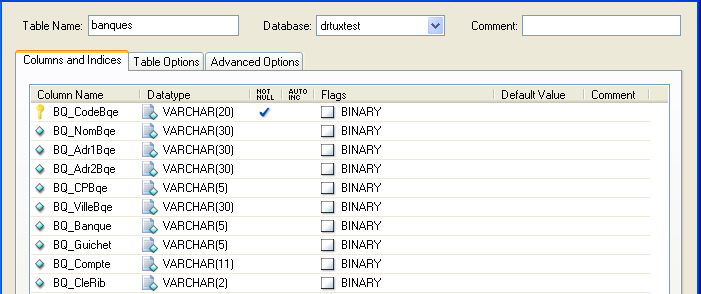 Table Name: banques Database: drtuxtest Comment:
Columns and Indices Table Options Advanced Options
Column Name Datatype NOT NULL AUTO INC Flags Default Value Comment
BQ_CodeBqe VARCHAR(20) BINARY
BQ_NomBqe VARCHAR(30) BINARY
BQ_Adr1Bqe VARCHAR(30) BINARY
BQ_Adr2Bqe VARCHAR(30) BINARY
BQ_CPBqe VARCHAR(5) BINARY
BQ_VilleBqe VARCHAR(30) BINARY
BQ_Banque VARCHAR(5) BINARY
BQ_Guichet VARCHAR(5) BINARY
BQ_Compte VARCHAR(11) BINARY
BQ_CleRib VARCHAR(2) BINARY